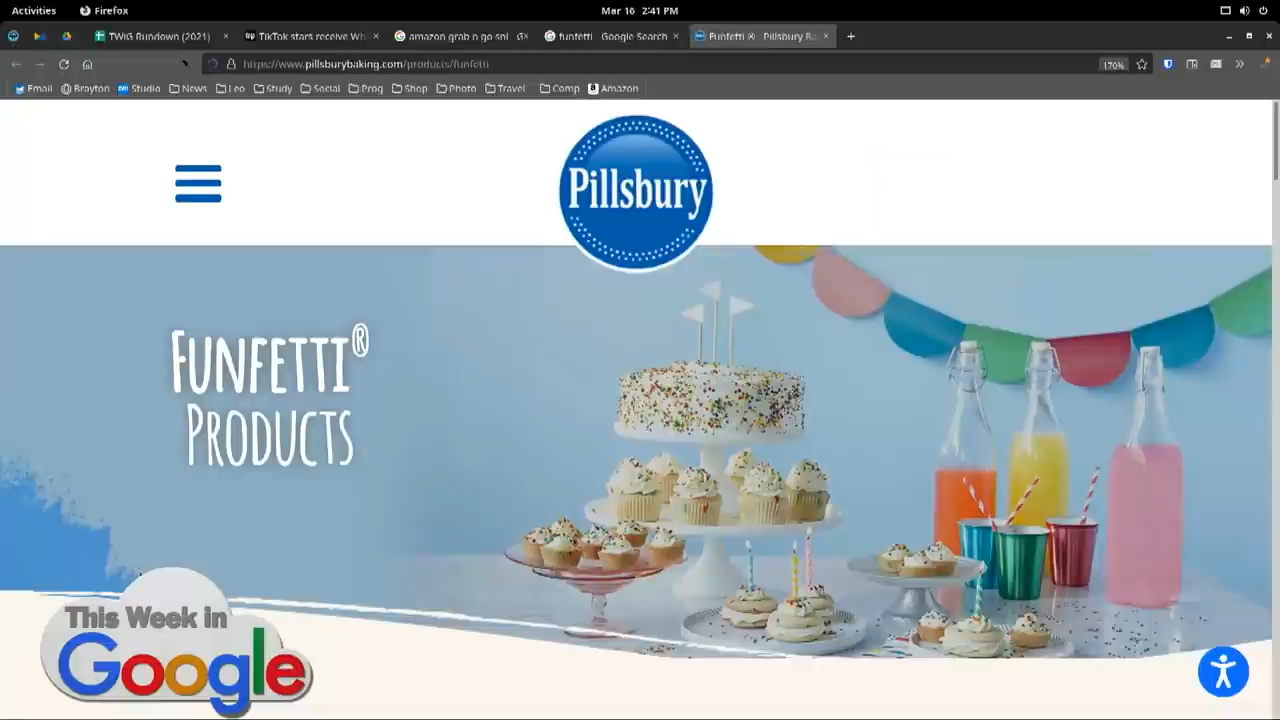 Activities
Firefox
Mar 16 2:41 PM
TWiG Rundown (2021)
TikTok stars receive Wh
amazon grab n go sni
funfetti - Google Search
Funfetti ® - Pillsbury Ba
https://www.pillsburybaking.com/products/funfetti
170%
Email
Brayton
Studio
News
Leo
Study
Social
Prog
Shop
Photo
Travel
Comp
Amazon
Pillsbury
FUNFETTI®
PRODUCTS
This Week in
Google